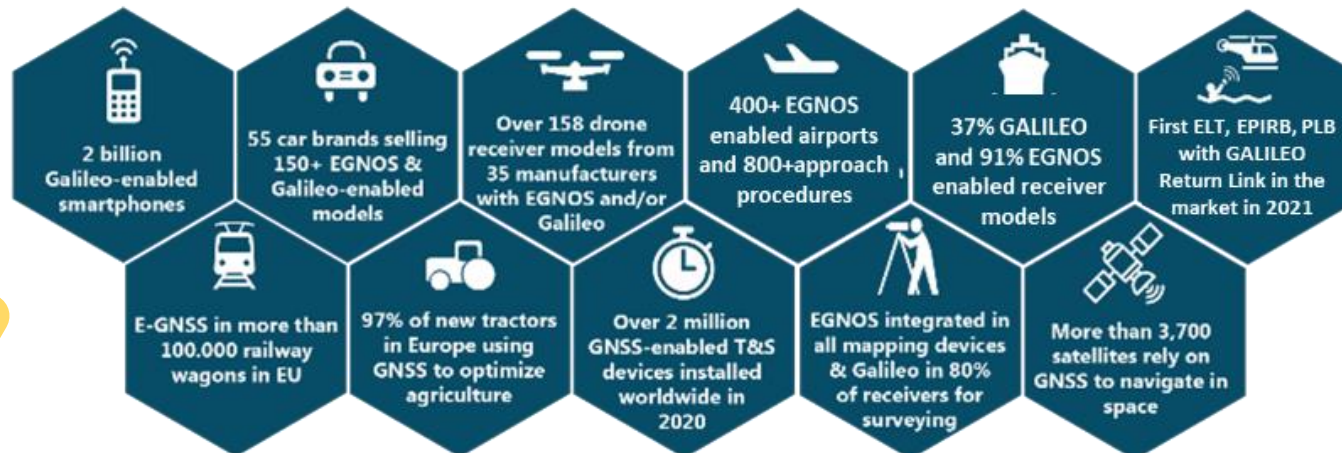 2 billion
Galileo-enabled
smartphones
55 car brands selling
150+ EGNOS &
Galileo-enabled
models
Over 158 drone
receiver models from
35 manufacturers
with EGNOS and/or
Galileo
400+ EGNOS
enabled airports
and 800+approach
procedures
37% GALILEO
and 91% EGNOS
enabled receiver
models
First ELT, EPIRB, PLB
with GALILEO
Return Link in the
market in 2021
E-GNSS in more than
100.000 railway
wagons in EU
97% of new tractors
in Europe using
GNSS to optimize
agriculture
Over 2 million
GNSS-enabled T&S
devices installed
worldwide in
2020
EGNOS integrated in
all mapping devices
& Galileo in 80%
of receivers for
surveying
More than 3,700
satellites rely on
GNSS to navigate in
space